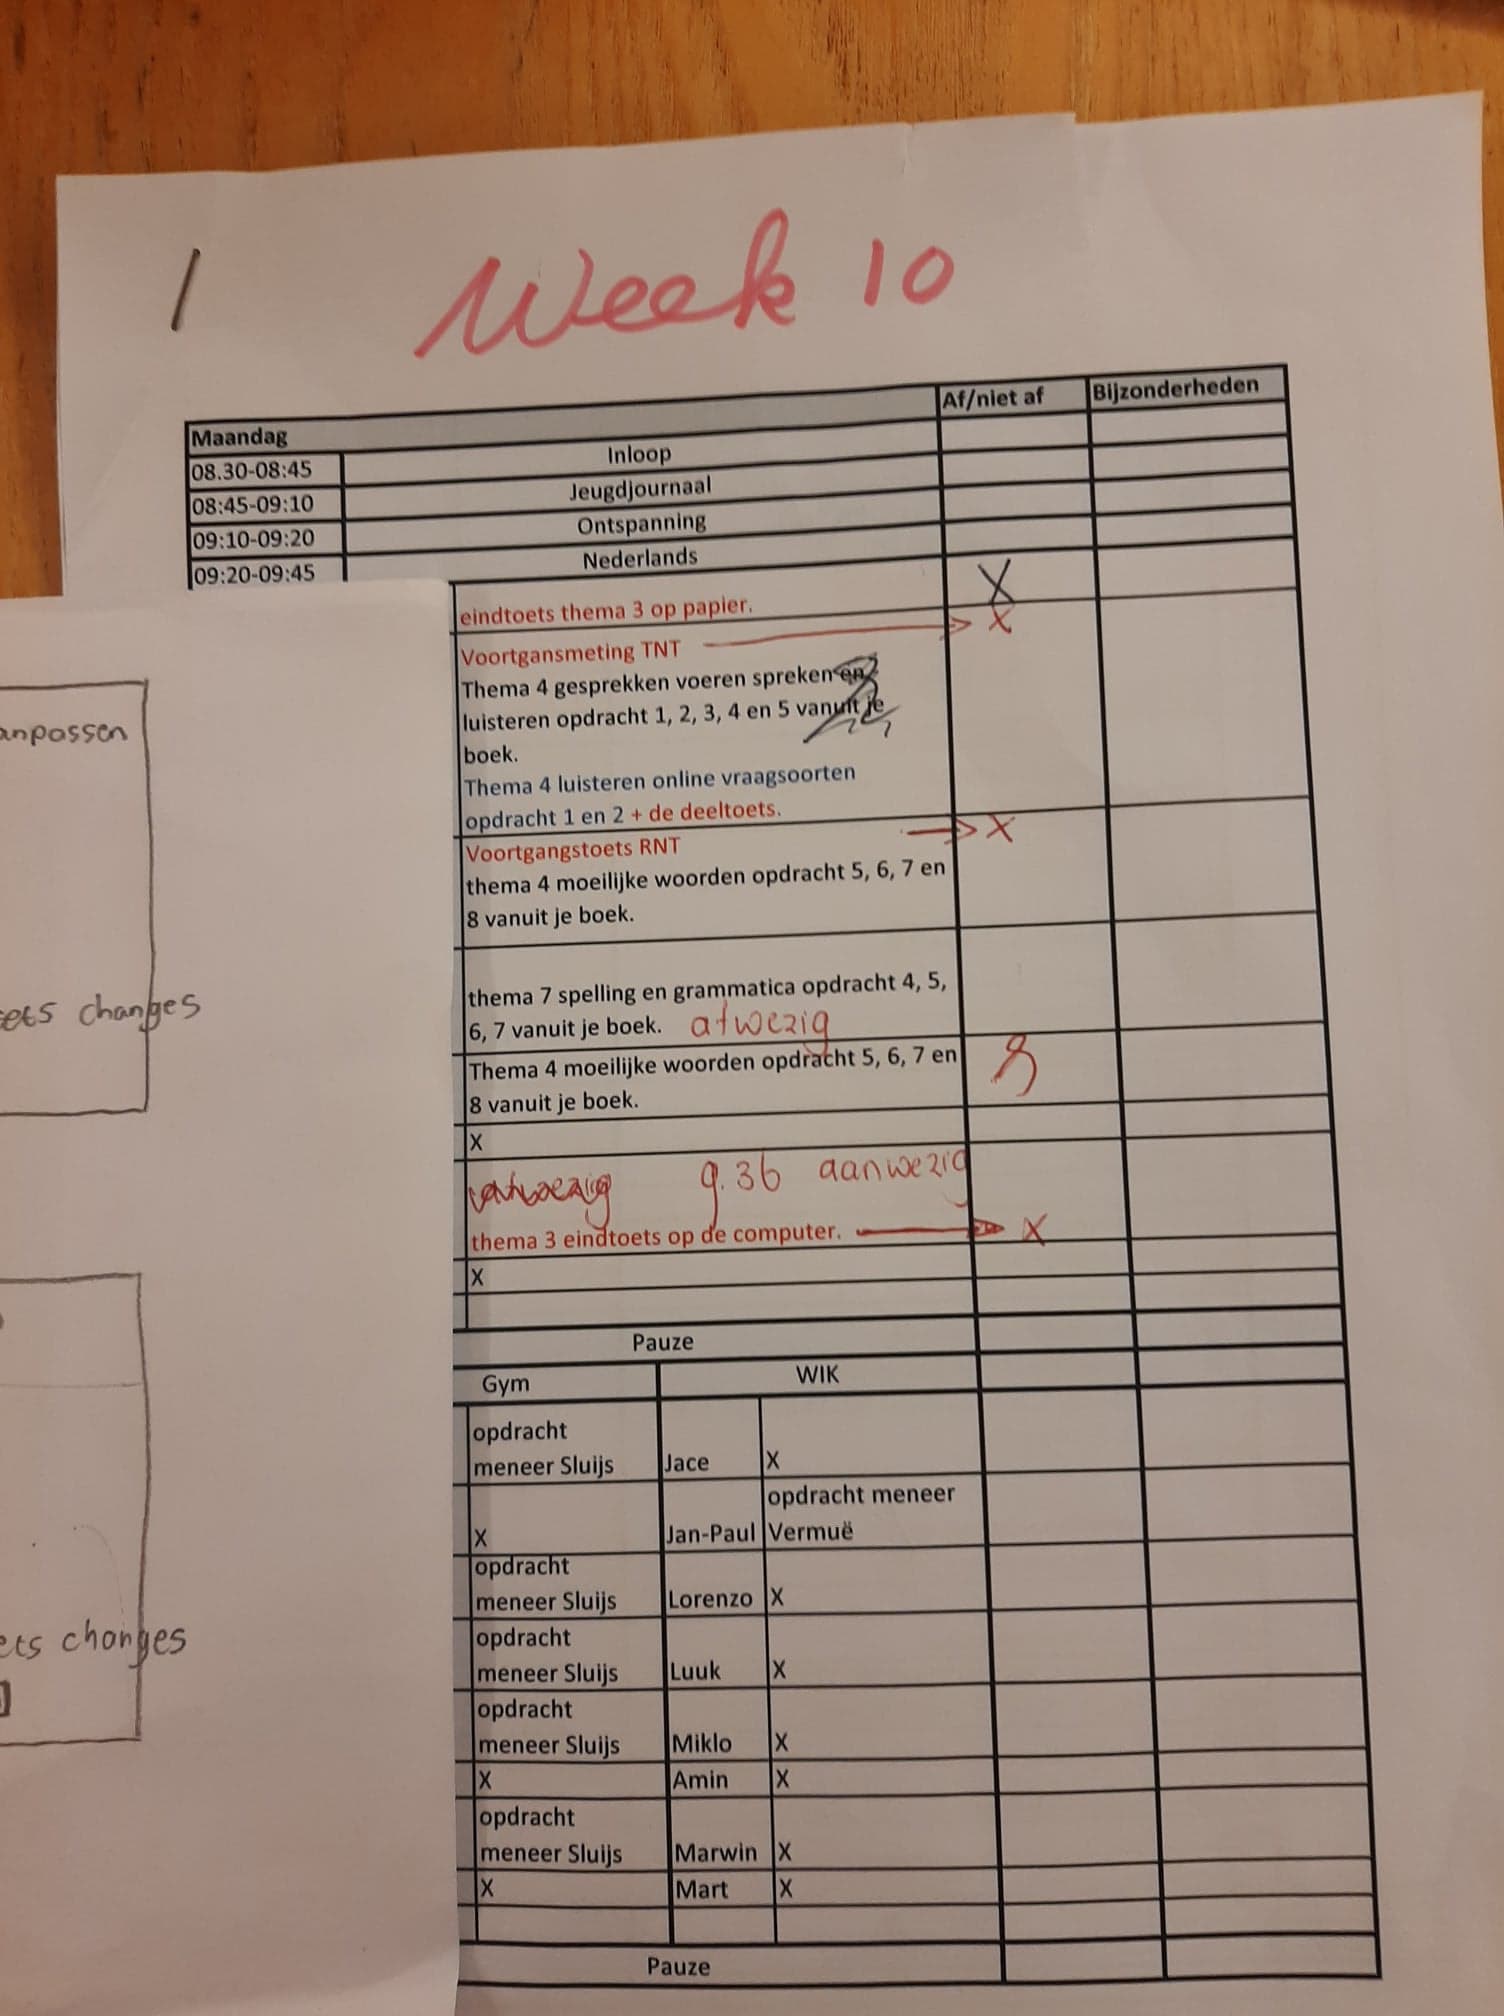 Week 10
Maandag Af/niet af Bijzonderheden
08.30-08:45 Inloop
08:45-09:10 Jeugdjournaal
09:10-09:20 Ontspanning
09:20-09:45 Nederlands
eindtoets thema 3 op papier. X
Voortgansmeting TNT X
Thema 4 gesprekken voeren spreken en
luisteren opdracht 1, 2, 3, 4 en 5 vanuit je
boek.
Thema 4 luisteren online vraagsoorten
opdracht 1 en 2 + de deeltoets.
Voortgangstoets RNT X
thema 4 moeilijke woorden opdracht 5, 6, 7 en
8 vanuit je boek.
thema 7 spelling en grammatica opdracht 4, 5,
6, 7 vanuit je boek. afwezig
Thema 4 moeilijke woorden opdracht 5, 6, 7 en
8 vanuit je boek.
X
9.36 aanwezig
thema 3 eindtoets op de computer. X
X
Pauze
Gym WIK
opdracht
meneer Sluijs Jace X
opdracht meneer
X Jan-Paul Vermuë
opdracht
meneer Sluijs Lorenzo X
opdracht
meneer Sluijs Luuk X
opdracht
meneer Sluijs Miklo X
X Amin X
opdracht
meneer Sluijs Marwin X
X Mart X
Pauze
anpassen
ets changes
ets changes